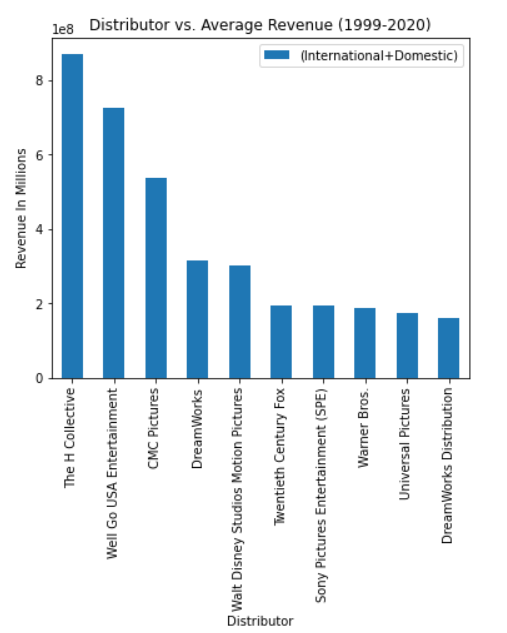 Distributor vs. Average Revenue (1999-2020)
1e8
(International+Domestic)
8
6
4
2
0
Revenue In Millions
The H Collective
Well Go USA Entertainment
CMC Pictures
DreamWorks
Walt Disney Studios Motion Pictures
Twentieth Century Fox
Sony Pictures Entertainment (SPE)
Warner Bros.
Universal Pictures
DreamWorks Distribution
Distributor